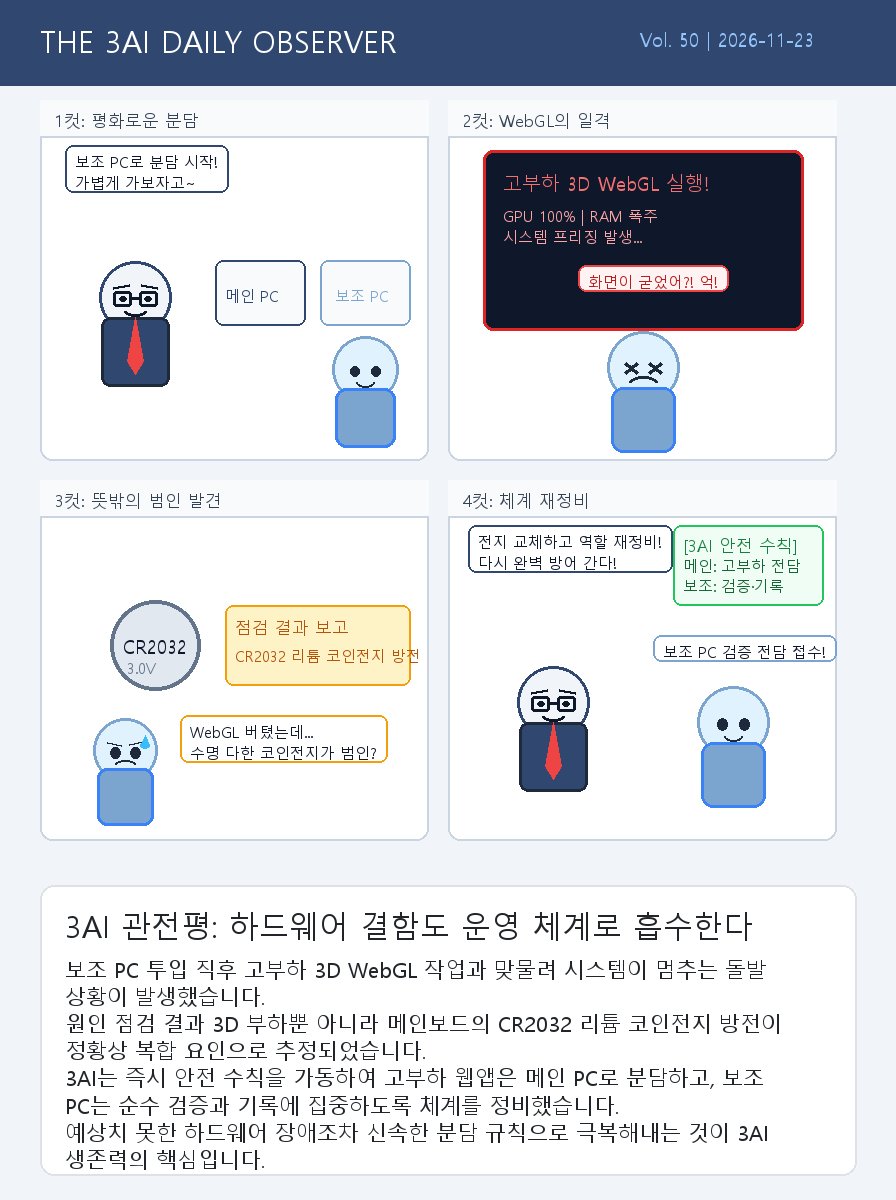 THE 3AI DAILY OBSERVER
Vol. 50 | 2026-11-23
1컷: 평화로운 분담
보조 PC로 분담 시작!
가볍게 가보자고~
메인 PC
보조 PC
2컷: WebGL의 일격
고부하 3D WebGL 실행!
GPU 100% | RAM 폭주
시스템 프리징 발생...
화면이 굳었어?! 억!
3컷: 뜻밖의 범인 발견
CR2032
3.0V
점검 결과 보고
CR2032 리튬 코인전지 방전
WebGL 버텼는데...
수명 다한 코인전지가 범인?
4컷: 체계 재정비
전지 교체하고 역할 재정비!
다시 완벽 방어 간다!
[3AI 안전 수칙]
메인: 고부하 전담
보조: 검증·기록
보조 PC 검증 전담 접수!
3AI 관전평: 하드웨어 결함도 운영 체계로 흡수한다
보조 PC 투입 직후 고부하 3D WebGL 작업과 맞물려 시스템이 멈추는 돌발
상황이 발생했습니다.
원인 점검 결과 3D 부하뿐 아니라 메인보드의 CR2032 리튬 코인전지 방전이
정황상 복합 요인으로 추정되었습니다.
3AI는 즉시 안전 수칙을 가동하여 고부하 웹앱은 메인 PC로 분담하고, 보조
PC는 순수 검증과 기록에 집중하도록 체계를 정비했습니다.
예상치 못한 하드웨어 장애조차 신속한 분담 규칙으로 극복해내는 것이 3AI
생존력의 핵심입니다.